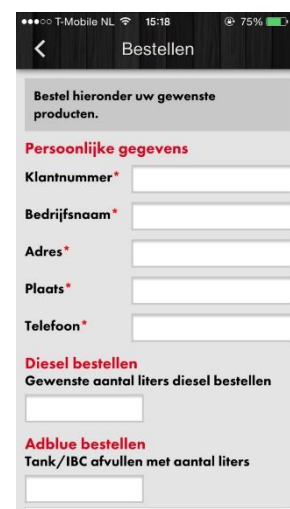 T-Mobile NL 15:18 75%
Bestellen
Bestel hieronder uw gewenste
producten.
Persoonlijke gegevens
Klantnummer*
Bedrijfsnaam*
Adres*
Plaats*
Telefoon*
Diesel bestellen
Gewenste aantal liters diesel bestellen
Adblue bestellen
Tank/IBC afvullen met aantal liters